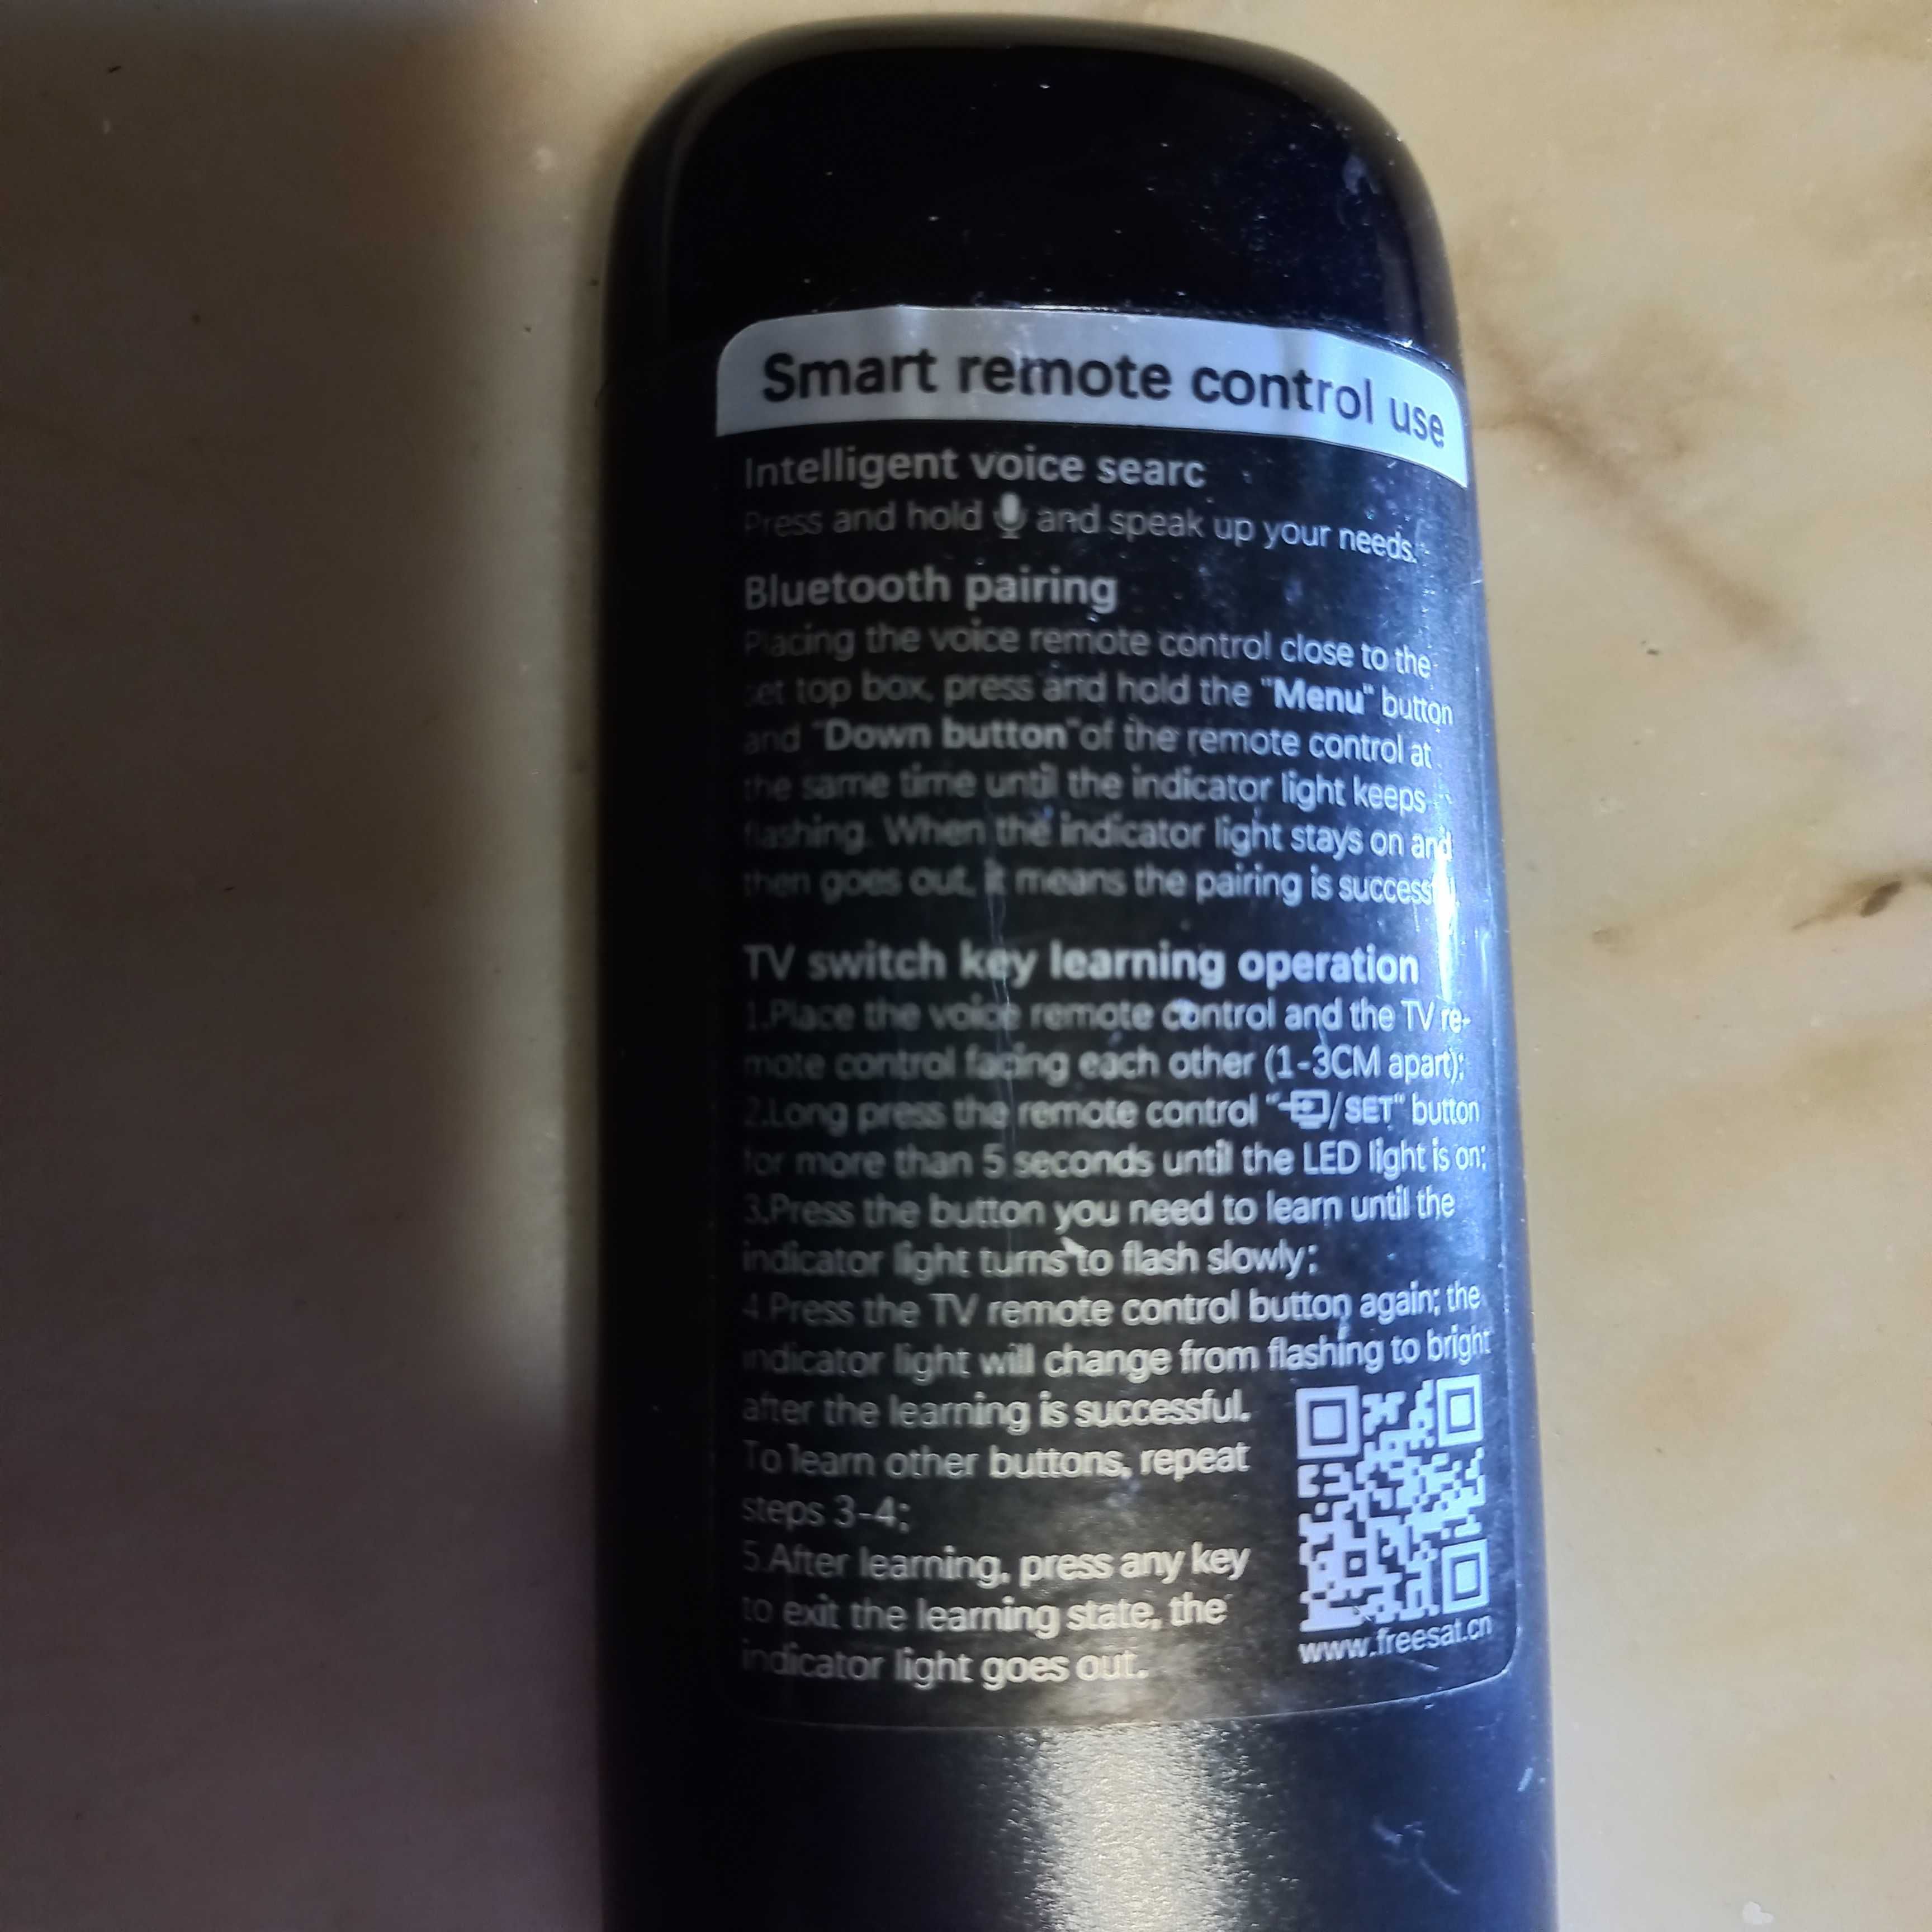 Smart remote control use
Intelligent voice searc
Press and hold and speak up your needs.
Bluetooth pairing
Placing the voice remote control close to the
set top box, press and hold the "Menu" button
and "Down button"of the remote control at
the same time until the indicator light keeps
flashing. When the indicator light stays on and
then goes out, it means the pairing is successful.
TV switch key learning operation
1.Place the voice remote control and the TV re-
mote control facing each other (1-3CM apart);
2.Long press the remote control "/SET" button
for more than 5 seconds until the LED light is on;
3.Press the button you need to learn until the
indicator light turns to flash slowly;
4.Press the TV remote control button again; the
indicator light will change from flashing to bright
after the learning is successful.
To learn other buttons, repeat
steps 3-4;
5.After learning, press any key
to exit the learning state, the
indicator light goes out.
www.freesat.cn